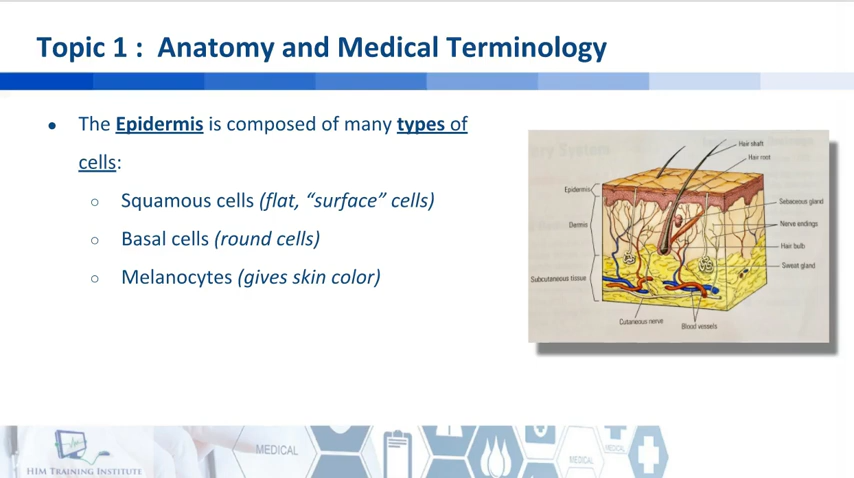 Topic 1 : Anatomy and Medical Terminology
● The Epidermis is composed of many types of
cells:
○ Squamous cells (flat, “surface” cells)
○ Basal cells (round cells)
○ Melanocytes (gives skin color)
Hair shaft
Hair root
Epidermis
Sebaceous gland
Dermis
Nerve endings
Hair bulb
Sweat gland
Subcutaneous tissue
Cutaneous nerve
Blood vessels
MEDICAL
MEDICAL
MEDICAL
HIM TRAINING INSTITUTE